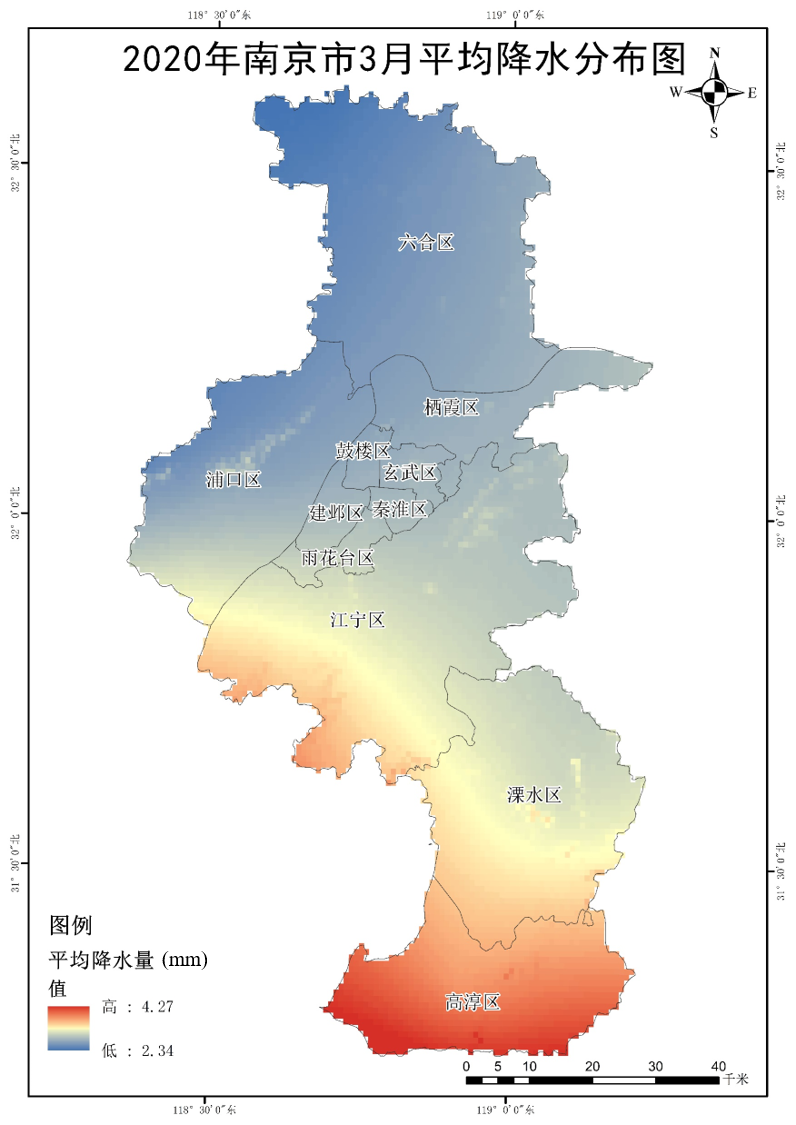 118° 30′0″东
119° 0′0″东
2020年南京市3月平均降水分布图
N
W
E
S
32° 30′0″北
32° 30′0″北
六合区
栖霞区
鼓楼区
玄武区
浦口区
建邺区
秦淮区
32° 0′0″北
32° 0′0″北
雨花台区
江宁区
溧水区
31° 30′0″北
31° 30′0″北
高淳区
图例
平均降水量 (mm)
值
高 : 4.27
低 : 2.34
0 5 10 20 30 40
千米
118° 30′0″东
119° 0′0″东